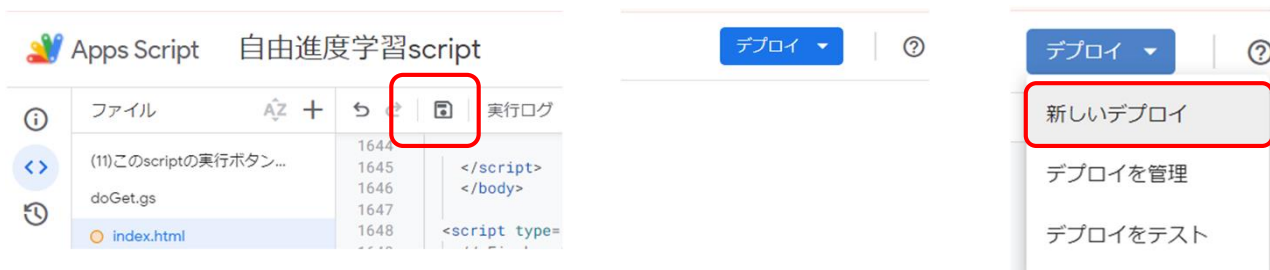 Apps Script 自由進度学習script
ファイル AZ 実行ログ
(11)このscriptの実行ボタン...
doGet.gs
index.html
1644
1645 </script>
1646 </body>
1647
1648 <script type=
デプロイ
デプロイ
新しいデプロイ
デプロイを管理
デプロイをテスト